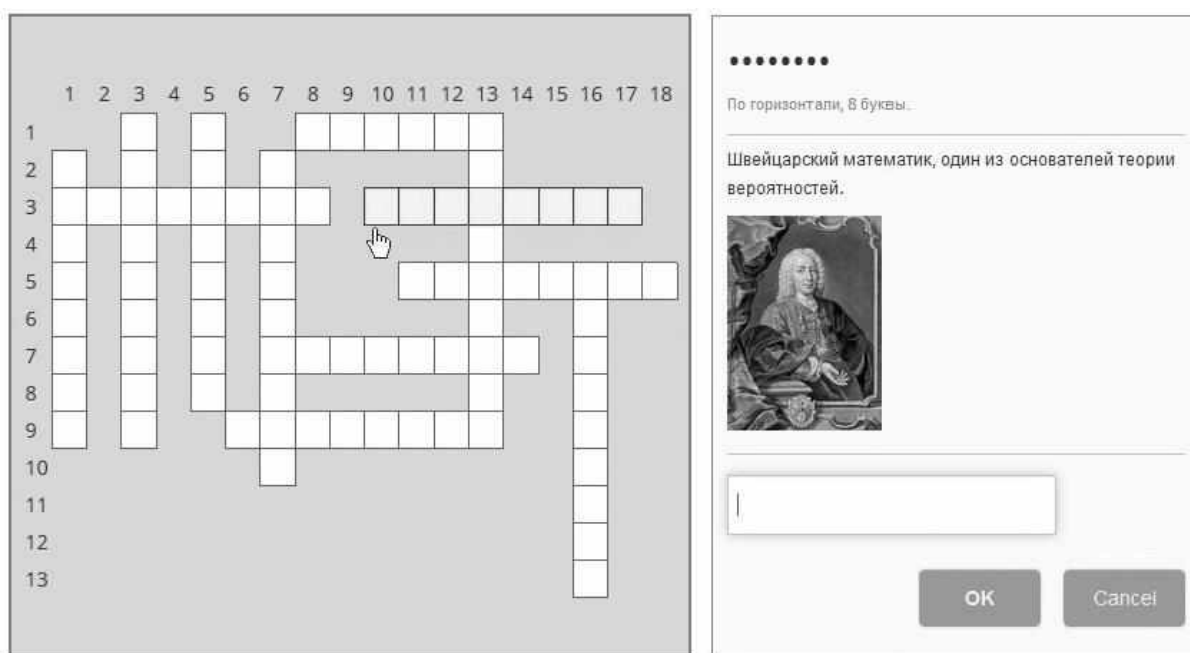 ••••••••
По горизонтали, 8 буквы..
Швейцарский математик, один из основателей теории
вероятностей.
1 2 3 4 5 6 7 8 9 10 11 12 13 14 15 16 17 18
1
2
3
4
5
6
7
8
9
10
11
12
13
OK Cancel